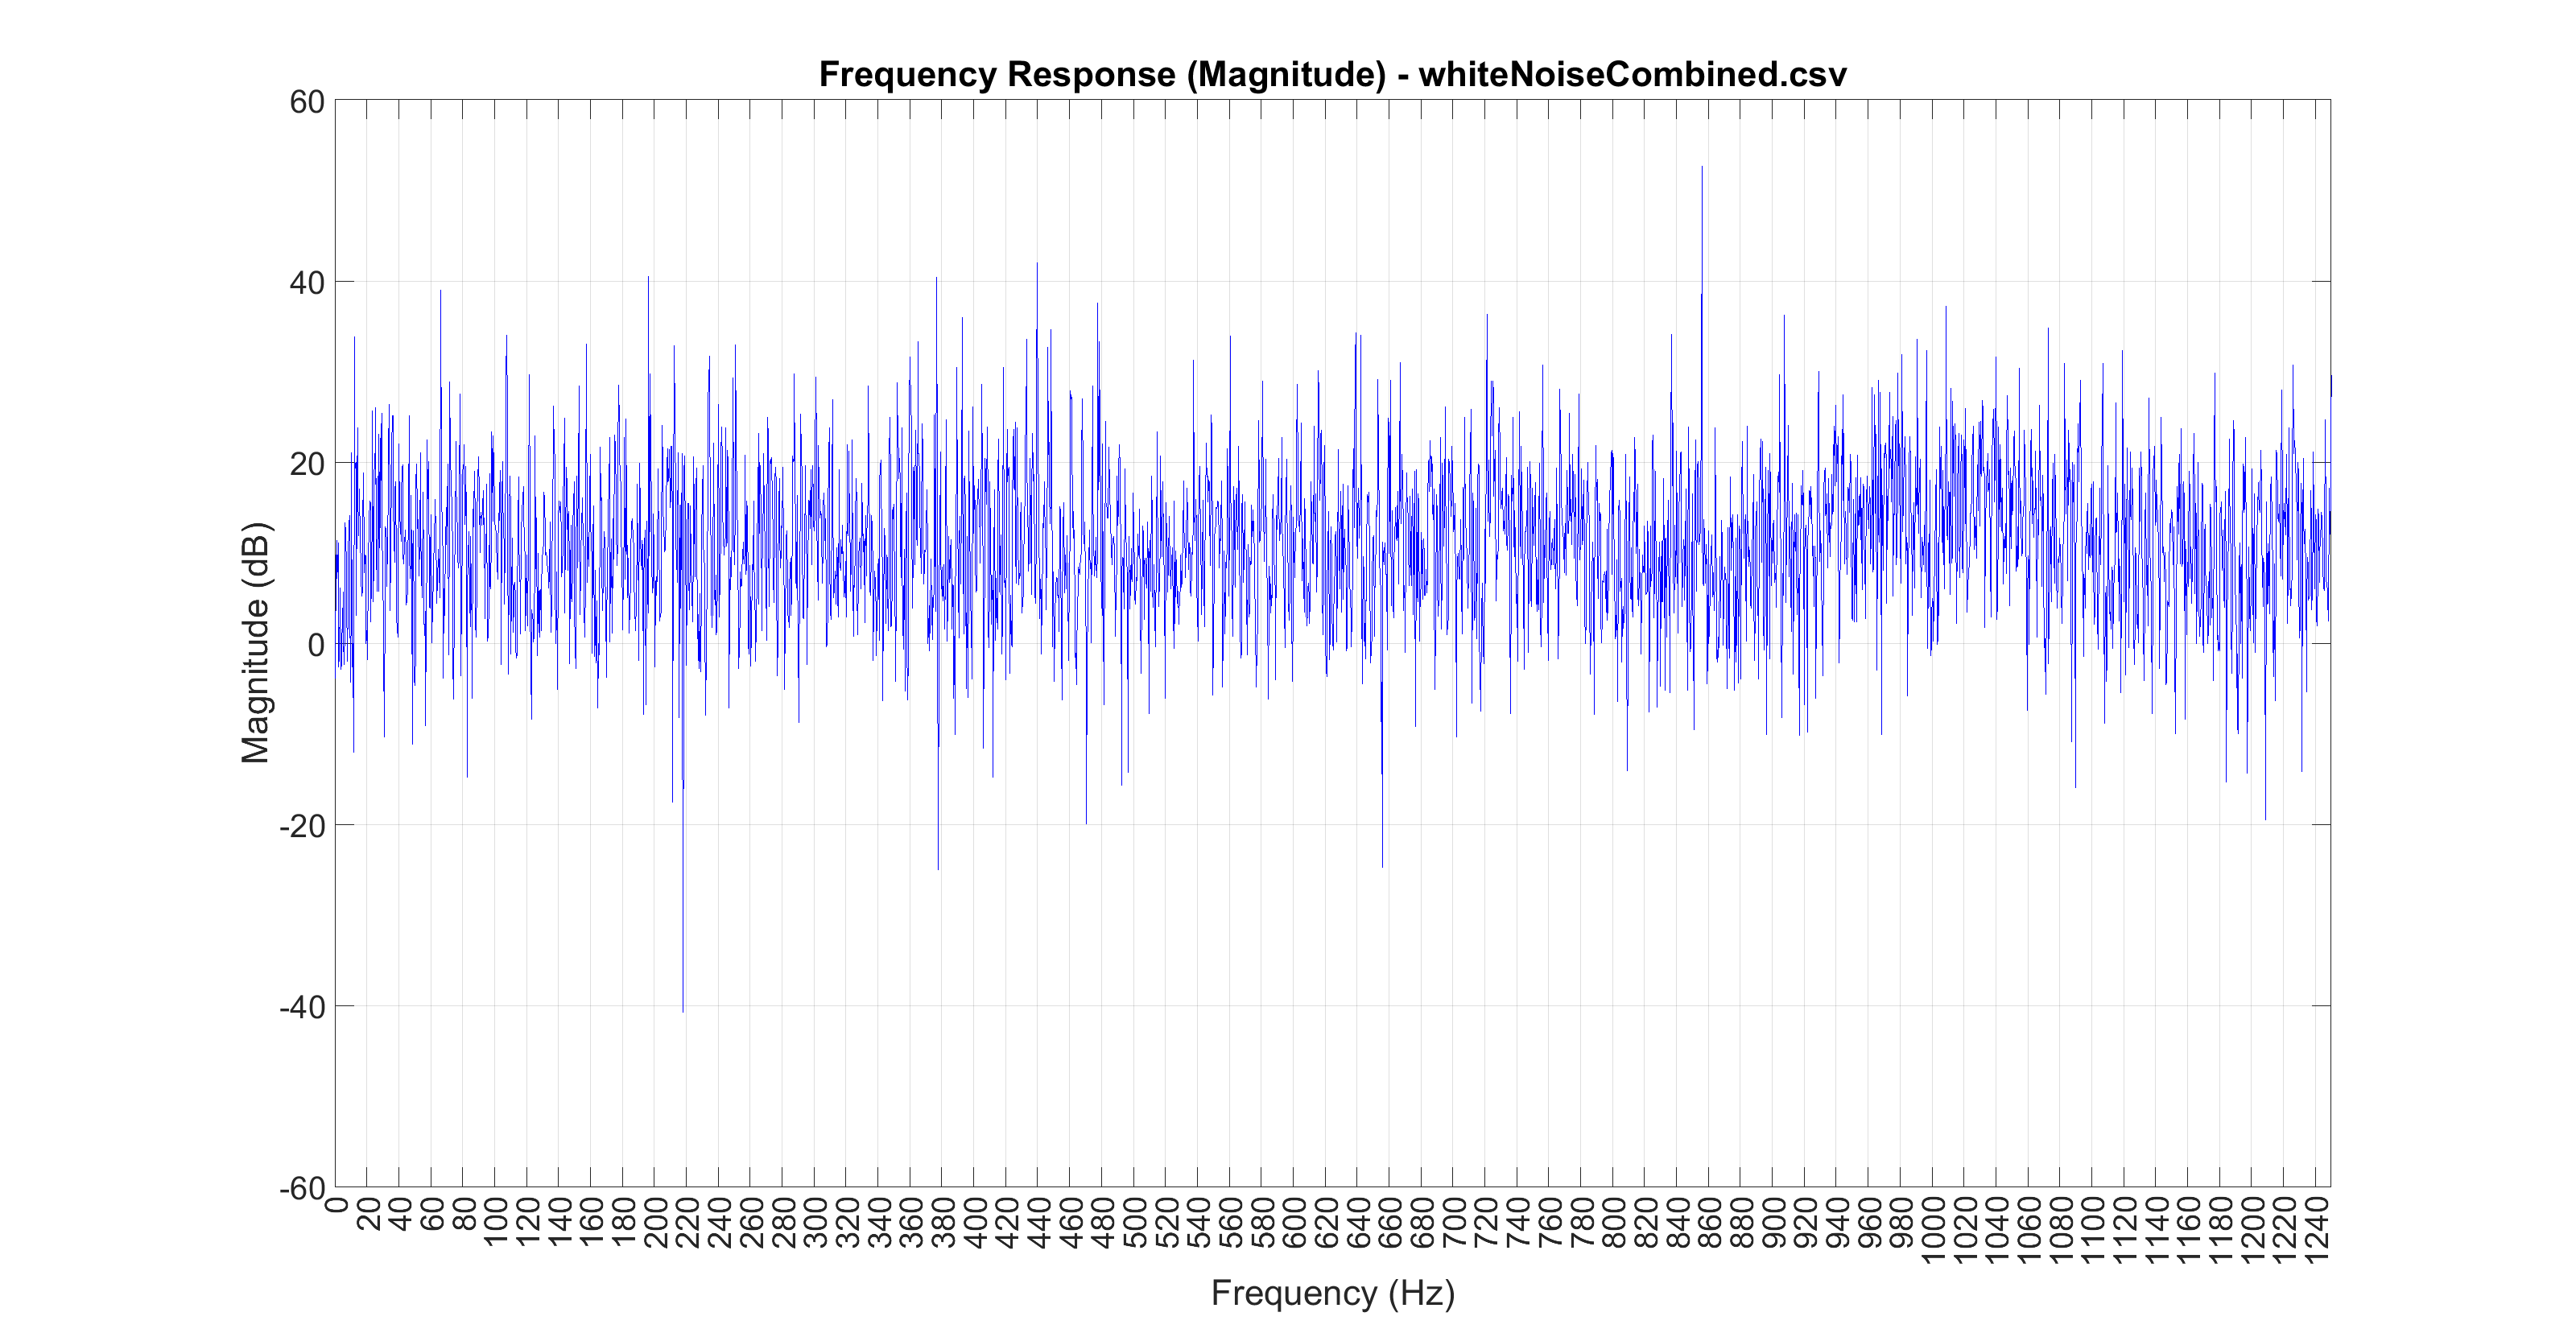 Frequency Response (Magnitude) - whiteNoiseCombined.csv
60
40
20
0
-20
-40
-60
Magnitude (dB)
0 20 40 60 80 100 120 140 160 180 200 220 240 260 280 300 320 340 360 380 400 420 440 460 480 500 520 540 560 580 600 620 640 660 680 700 720 740 760 780 800 820 840 860 880 900 920 940 960 980 1000 1020 1040 1060 1080 1100 1120 1140 1160 1180 1200 1220 1240
Frequency (Hz)